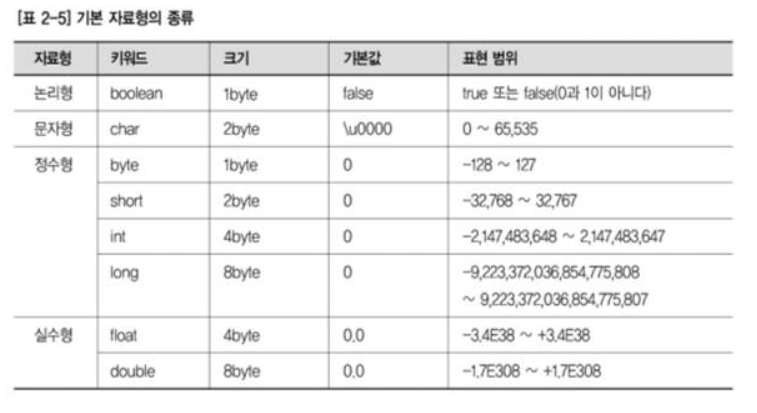 [표 2-5] 기본 자료형의 종류
자료형 키워드 크기 기본값 표현 범위
논리형 boolean 1byte false true 또는 false(0과 1이 아니다)
문자형 char 2byte \u0000 0 ~ 65,535
정수형 byte 1byte 0 -128 ~ 127
short 2byte 0 -32,768 ~ 32,767
int 4byte 0 -2,147,483,648 ~ 2,147,483,647
long 8byte 0 -9,223,372,036,854,775,808
~ 9,223,372,036,854,775,807
실수형 float 4byte 0.0 -3.4E38 ~ +3.4E38
double 8byte 0.0 -1.7E308 ~ +1.7E308